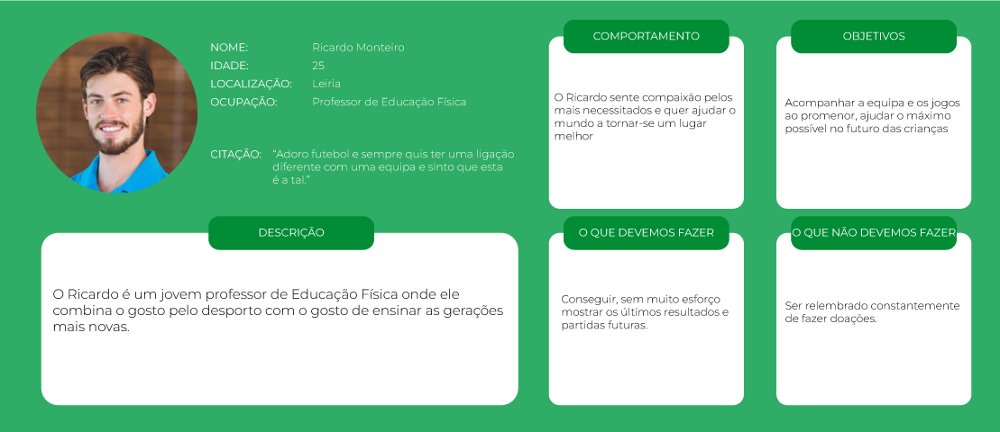 NOME: Ricardo Monteiro
IDADE: 25
LOCALIZAÇÃO: Leiria
OCUPAÇÃO: Professor de Educação Física
CITAÇÃO: “Adoro futebol e sempre quis ter uma ligação
diferente com uma equipa e sinto que esta
é a tal.”
COMPORTAMENTO
O Ricardo sente compaixão pelos
mais necessitados e quer ajudar o
mundo a tornar-se um lugar
melhor
OBJETIVOS
Acompanhar a equipa e os jogos
ao promenor, ajudar o máximo
possível no futuro das crianças
DESCRIÇÃO
O Ricardo é um jovem professor de Educação Física onde ele
combina o gosto pelo desporto com o gosto de ensinar as gerações
mais novas.
O QUE DEVEMOS FAZER
Conseguir, sem muito esforço
mostrar os últimos resultados e
partidas futuras.
O QUE NÃO DEVEMOS FAZER
Ser relembrado constantemente
de fazer doações.